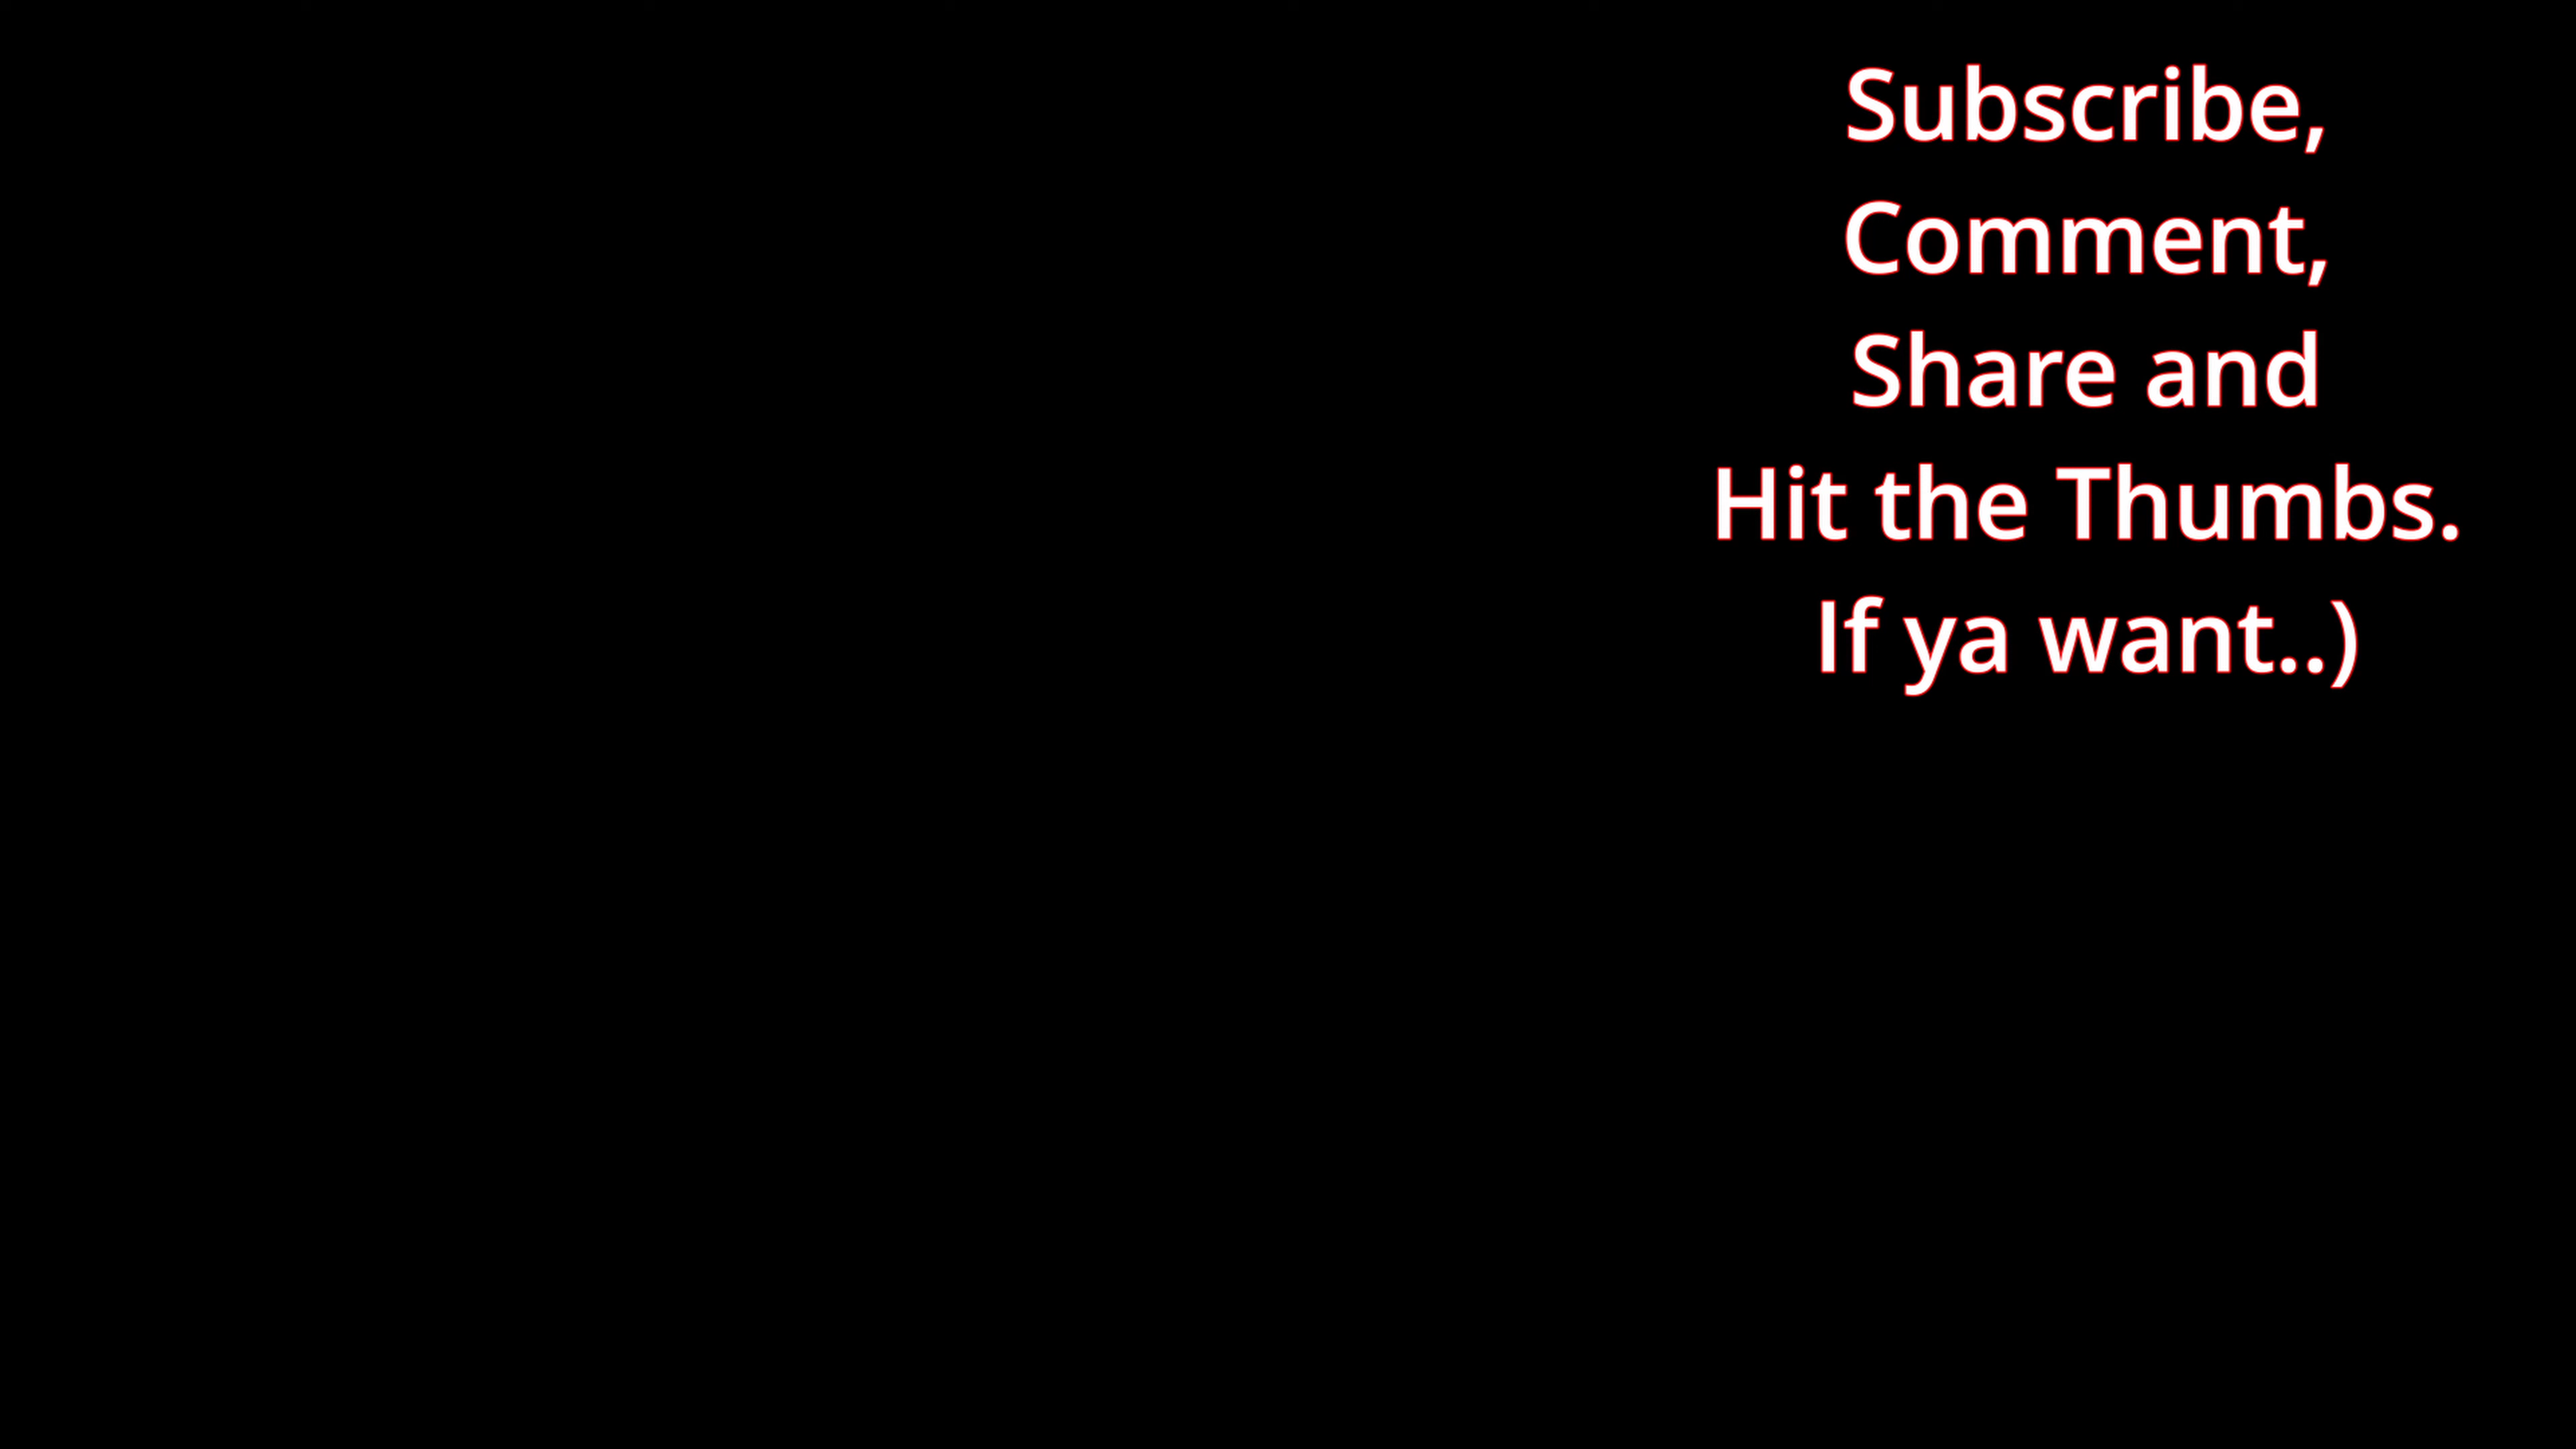 Subscribe,
Comment,
Share and
Hit the Thumbs.
If ya want..)